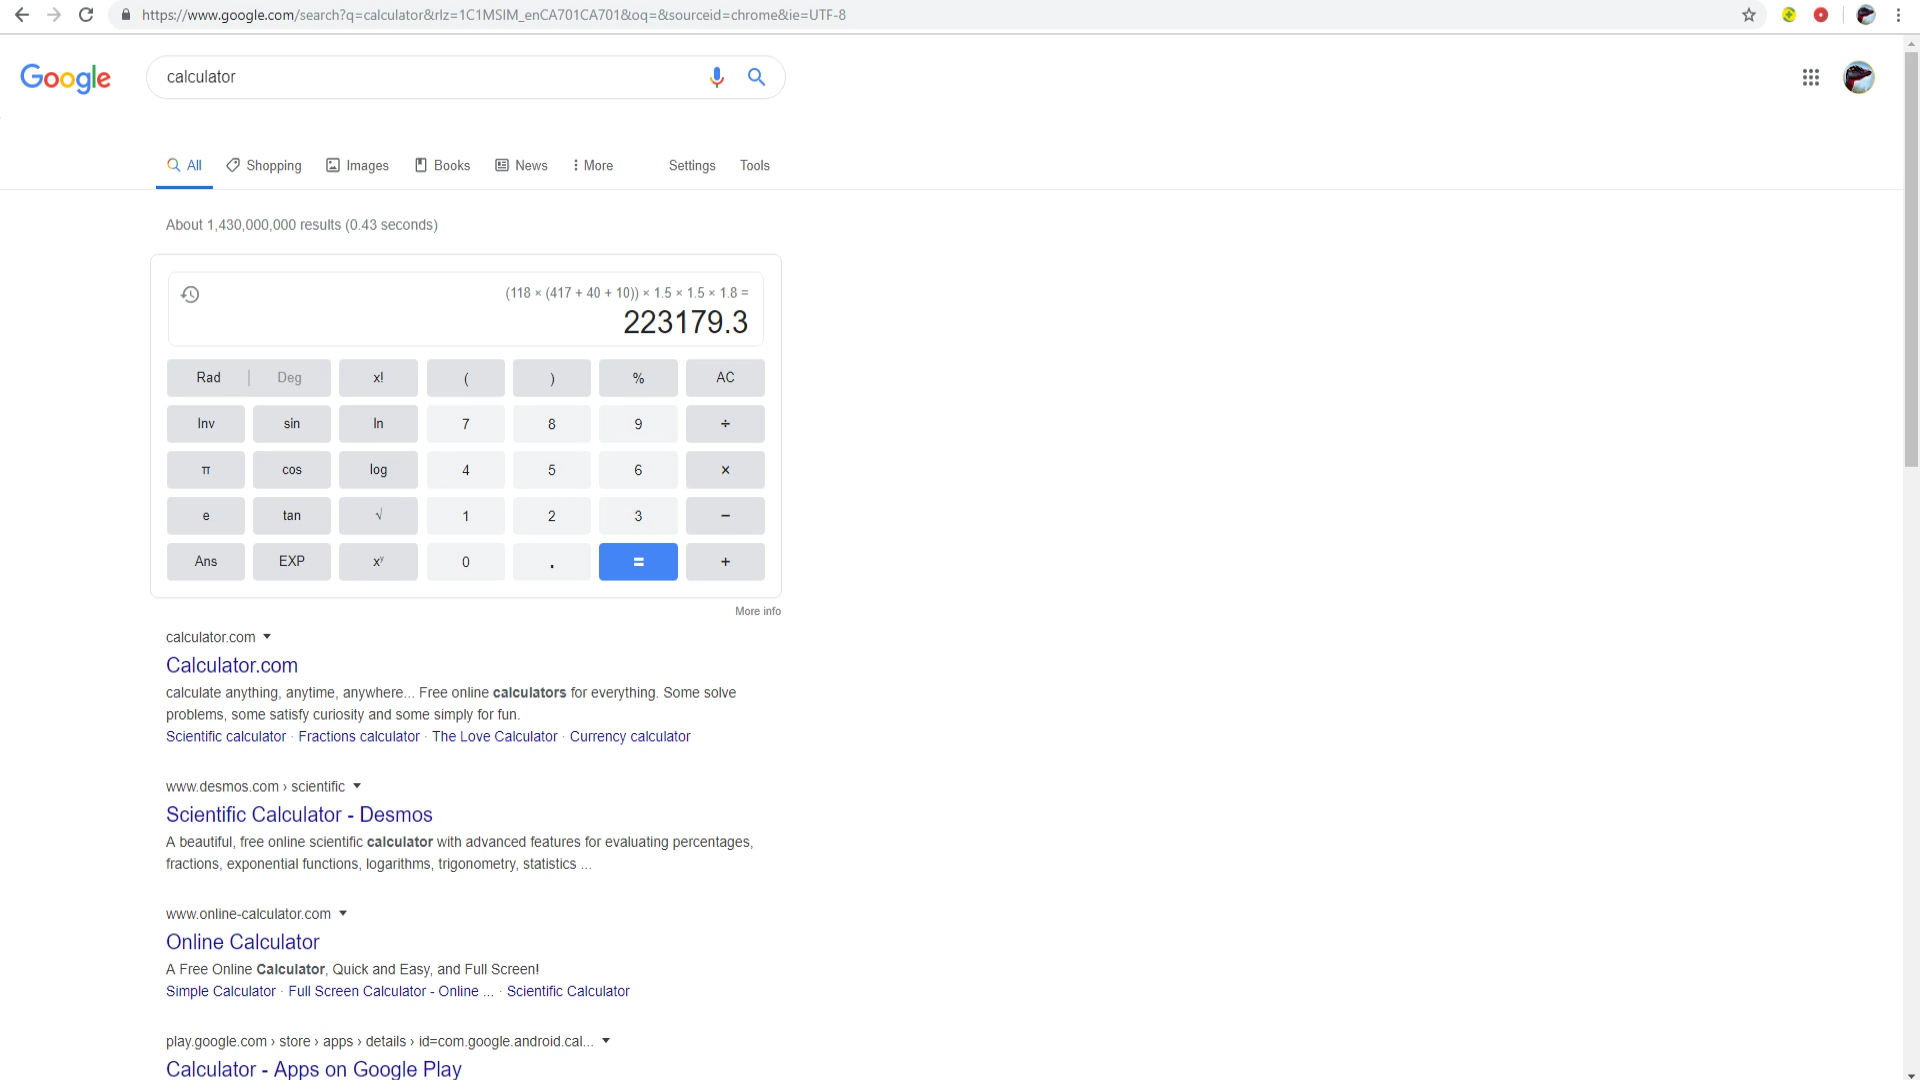 https://www.google.com/search?q=calculator&rlz=1C1MSIM_enCA701CA701&oq=&sourceid=chrome&ie=UTF-8
Google
calculator
All Shopping Images Books News More Settings Tools
About 1,430,000,000 results (0.43 seconds)
(118 × (417 + 40 + 10)) × 1.5 × 1.5 × 1.8 =
223179.3
Rad | Deg x! ( ) % AC
Inv sin ln 7 8 9 ÷
π cos log 4 5 6 ×
e tan √ 1 2 3 −
Ans EXP xʸ 0 . = +
More info
calculator.com
Calculator.com
calculate anything, anytime, anywhere... Free online calculators for everything. Some solve
problems, some satisfy curiosity and some simply for fun.
Scientific calculator · Fractions calculator · The Love Calculator · Currency calculator
www.desmos.com › scientific
Scientific Calculator - Desmos
A beautiful, free online scientific calculator with advanced features for evaluating percentages,
fractions, exponential functions, logarithms, trigonometry, statistics ...
www.online-calculator.com
Online Calculator
A Free Online Calculator, Quick and Easy, and Full Screen!
Simple Calculator · Full Screen Calculator - Online ... · Scientific Calculator
play.google.com › store › apps › details › id=com.google.android.cal...
Calculator - Apps on Google Play